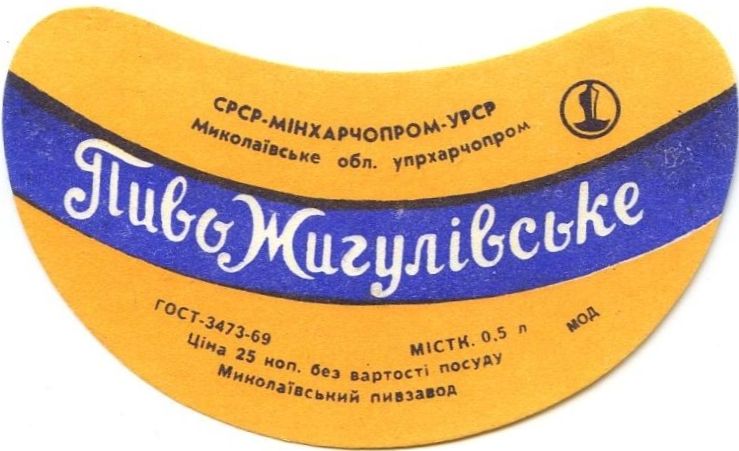 СРСР-МІНХАРЧОПРОМ-УРСР
Миколаївське обл. упрхарчопром
Пиво Жигулівське
ГОСТ-3473-69 МІСТК. 0,5 л МОД
Ціна 25 коп. без вартості посуду
Миколаївський пивзавод